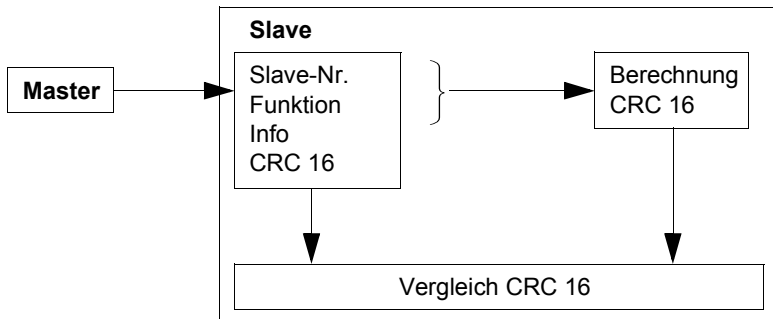 Slave
Master
Slave-Nr.
Funktion
Info
CRC 16
Berechnung
CRC 16
Vergleich CRC 16